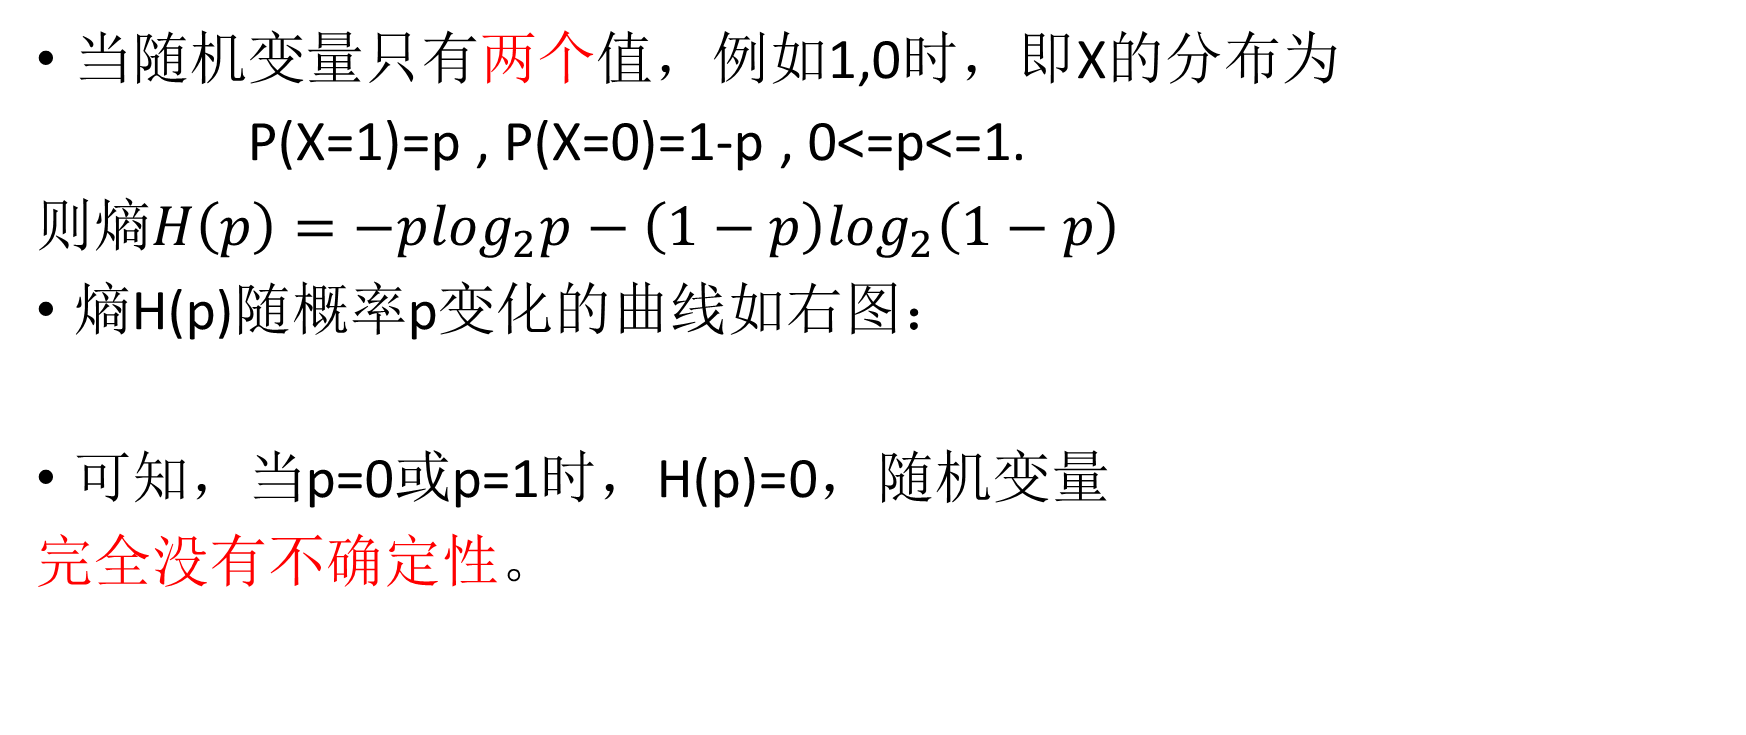 • 当随机变量只有两个值，例如1,0时，即X的分布为
P(X=1)=p , P(X=0)=1-p , 0<=p<=1.
则熵H(p) = −plog₂p − (1 − p)log₂(1 − p)
• 熵H(p)随概率p变化的曲线如右图：
• 可知，当p=0或p=1时，H(p)=0，随机变量
完全没有不确定性。